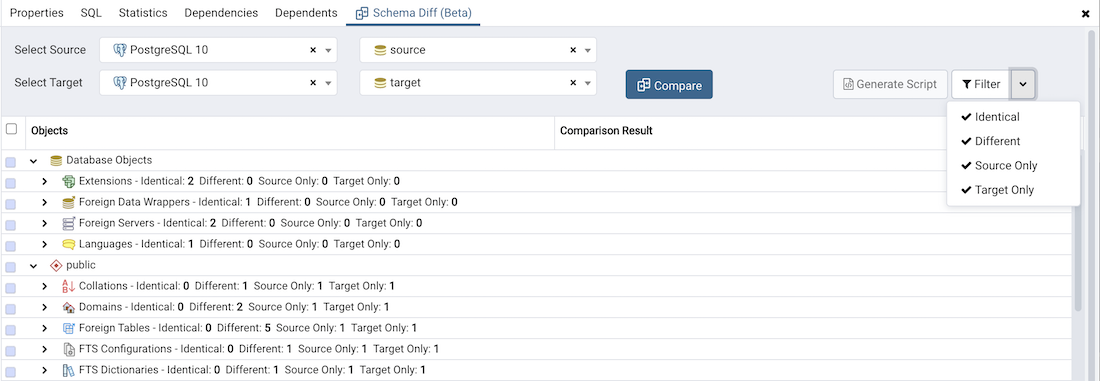 Properties SQL Statistics Dependencies Dependents Schema Diff (Beta)
Select Source PostgreSQL 10 source
Select Target PostgreSQL 10 target Compare Generate Script Filter
Identical
Different
Source Only
Target Only
Objects Comparison Result
Database Objects
Extensions - Identical: 2 Different: 0 Source Only: 0 Target Only: 0
Foreign Data Wrappers - Identical: 1 Different: 0 Source Only: 0 Target Only: 0
Foreign Servers - Identical: 2 Different: 0 Source Only: 0 Target Only: 0
Languages - Identical: 1 Different: 0 Source Only: 0 Target Only: 0
public
Collations - Identical: 0 Different: 1 Source Only: 1 Target Only: 1
Domains - Identical: 0 Different: 2 Source Only: 1 Target Only: 1
Foreign Tables - Identical: 0 Different: 5 Source Only: 1 Target Only: 1
FTS Configurations - Identical: 0 Different: 1 Source Only: 1 Target Only: 1
FTS Dictionaries - Identical: 0 Different: 1 Source Only: 1 Target Only: 1